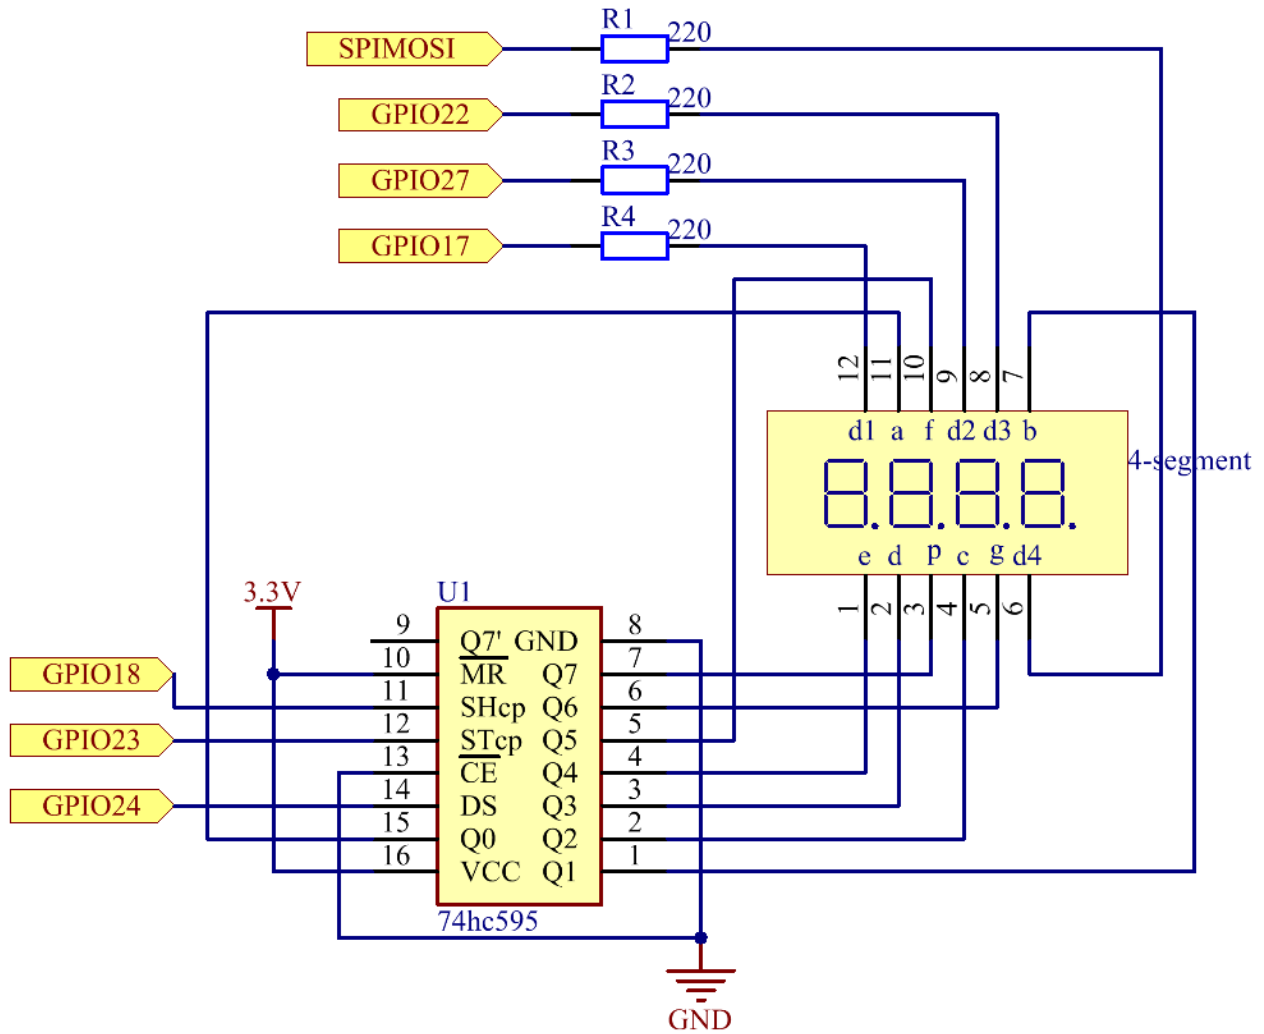 R1
SPIMOSI
220
R2
GPIO22
220
R3
GPIO27
220
R4
GPIO17
220
12 11 10 9 8 7
d1 a f d2 d3 b
4-segment
e d p c g d4
1 2 3 4 5 6
3.3V
U1
9 Q7' GND 8
GPIO18
10 MR Q7 7
11 SHcp Q6 6
GPIO23
12 STcp Q5 5
13 CE Q4 4
GPIO24
14 DS Q3 3
15 Q0 Q2 2
16 VCC Q1 1
74hc595
GND